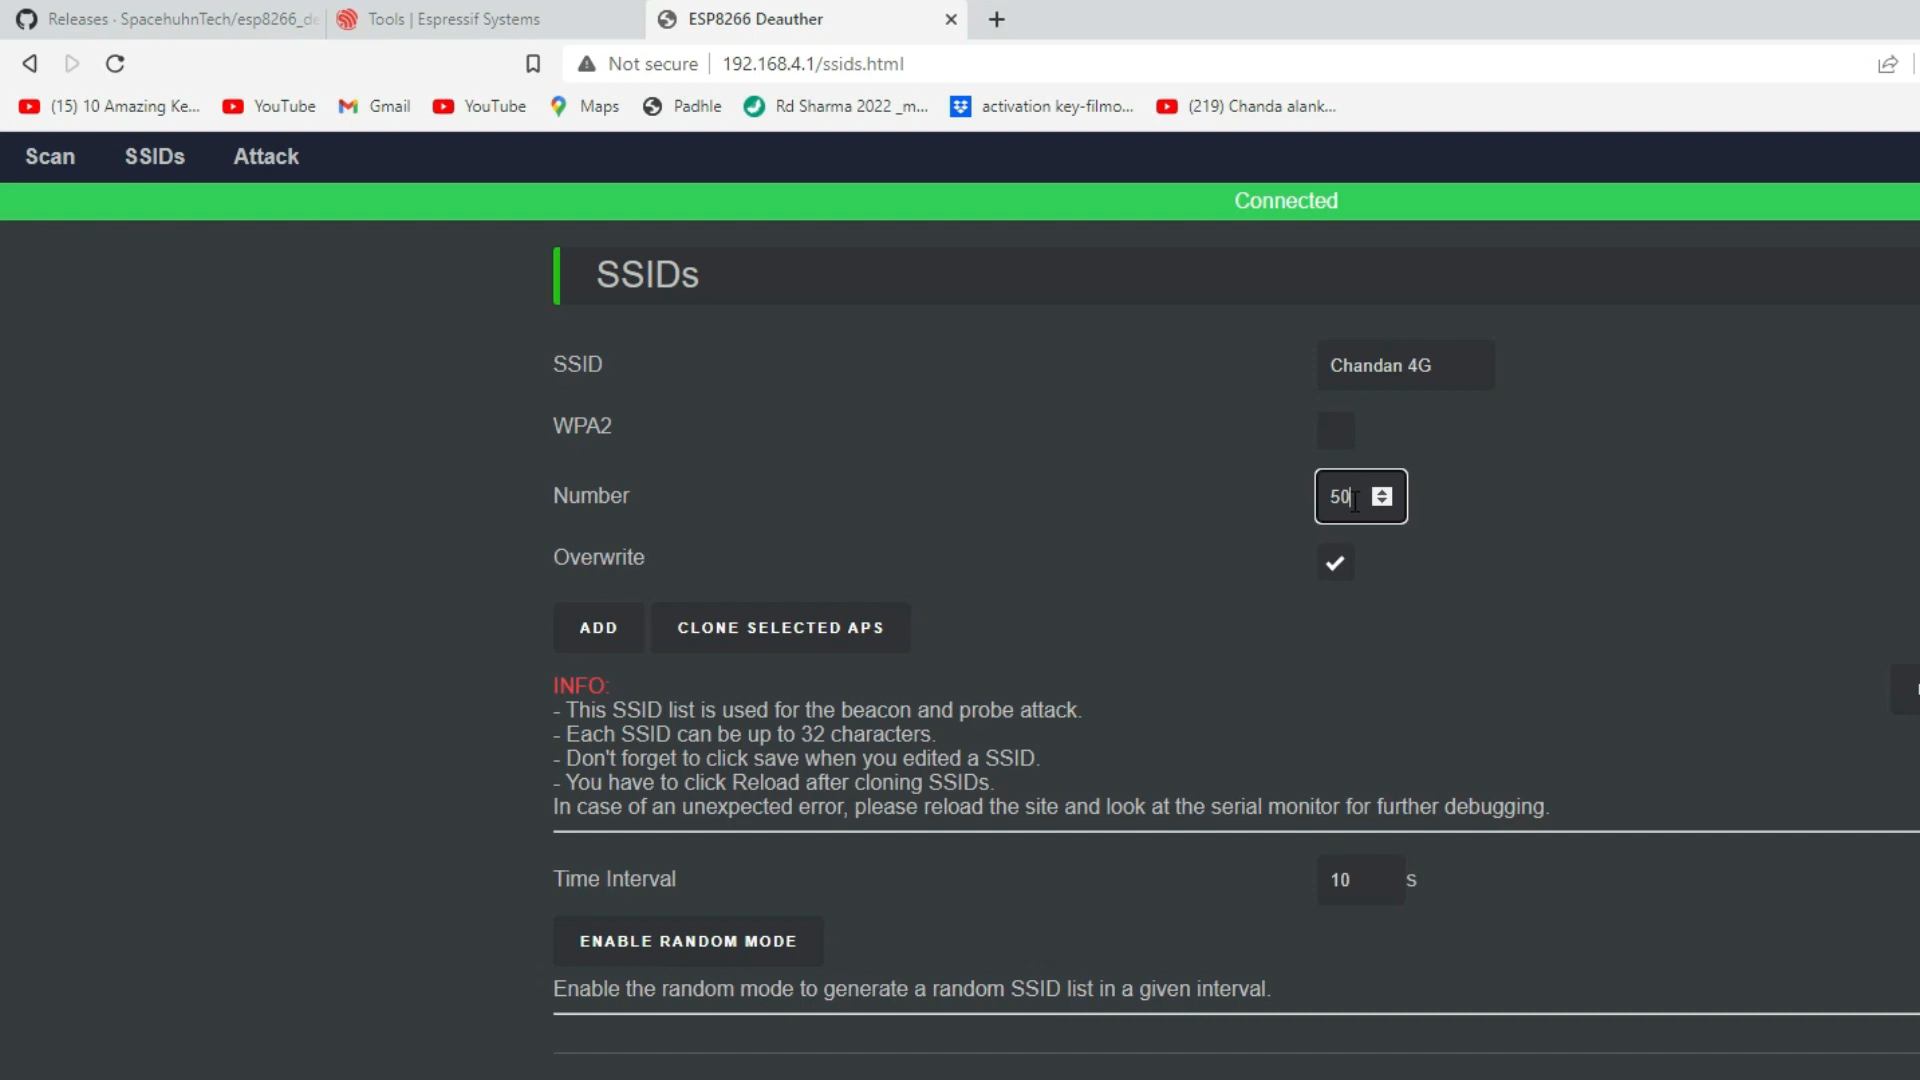 Releases · SpacehuhnTech/esp8266_de
Tools | Espressif Systems
ESP8266 Deauther
Not secure
192.168.4.1/ssids.html
(15) 10 Amazing Ke...
YouTube
Gmail
YouTube
Maps
Padhle
Rd Sharma 2022 _m...
activation key-filmo...
(219) Chanda alank...
Scan
SSIDs
Attack
Connected
SSIDs
SSID
Chandan 4G
WPA2
Number
50
Overwrite
ADD
CLONE SELECTED APS
INFO:
- This SSID list is used for the beacon and probe attack.
- Each SSID can be up to 32 characters.
- Don't forget to click save when you edited a SSID.
- You have to click Reload after cloning SSIDs.
In case of an unexpected error, please reload the site and look at the serial monitor for further debugging.
Time Interval
10
s
ENABLE RANDOM MODE
Enable the random mode to generate a random SSID list in a given interval.